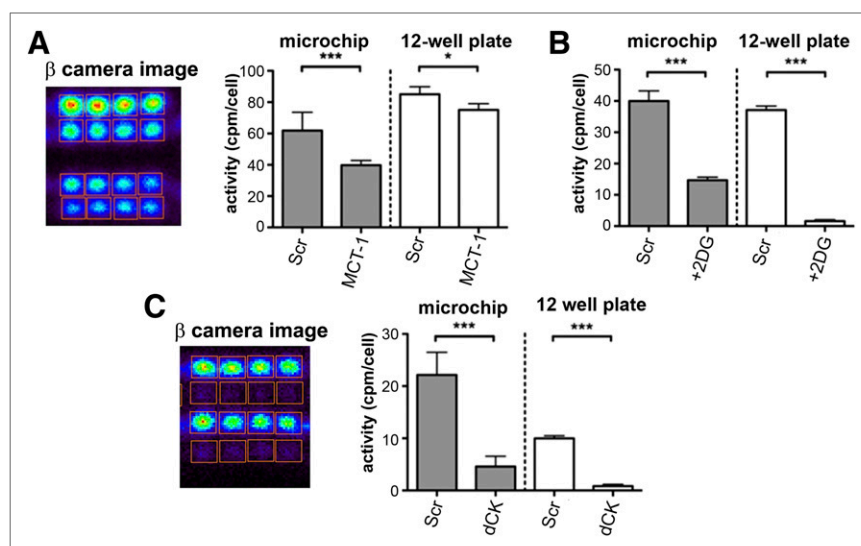 A
β camera image
microchip
12-well plate
***
*
activity (cpm/cell)
100
80
60
40
20
0
Scr
MCT-1
Scr
MCT-1
B
microchip
12-well plate
***
***
activity (cpm/cell)
50
40
30
20
10
0
Scr
+2DG
Scr
+2DG
C
β camera image
microchip
12 well plate
***
***
activity (cpm/cell)
30
20
10
0
Scr
dCK
Scr
dCK